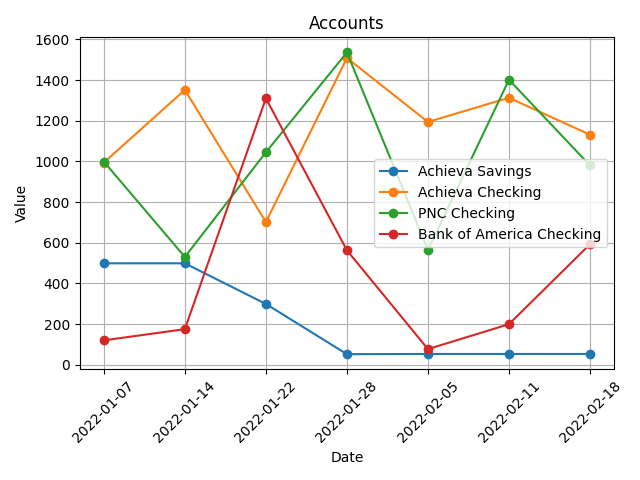 Accounts
Value
1600
1400
1200
1000
800
600
400
200
0
Achieva Savings
Achieva Checking
PNC Checking
Bank of America Checking
2022-01-07
2022-01-14
2022-01-22
2022-01-28
2022-02-05
2022-02-11
2022-02-18
Date